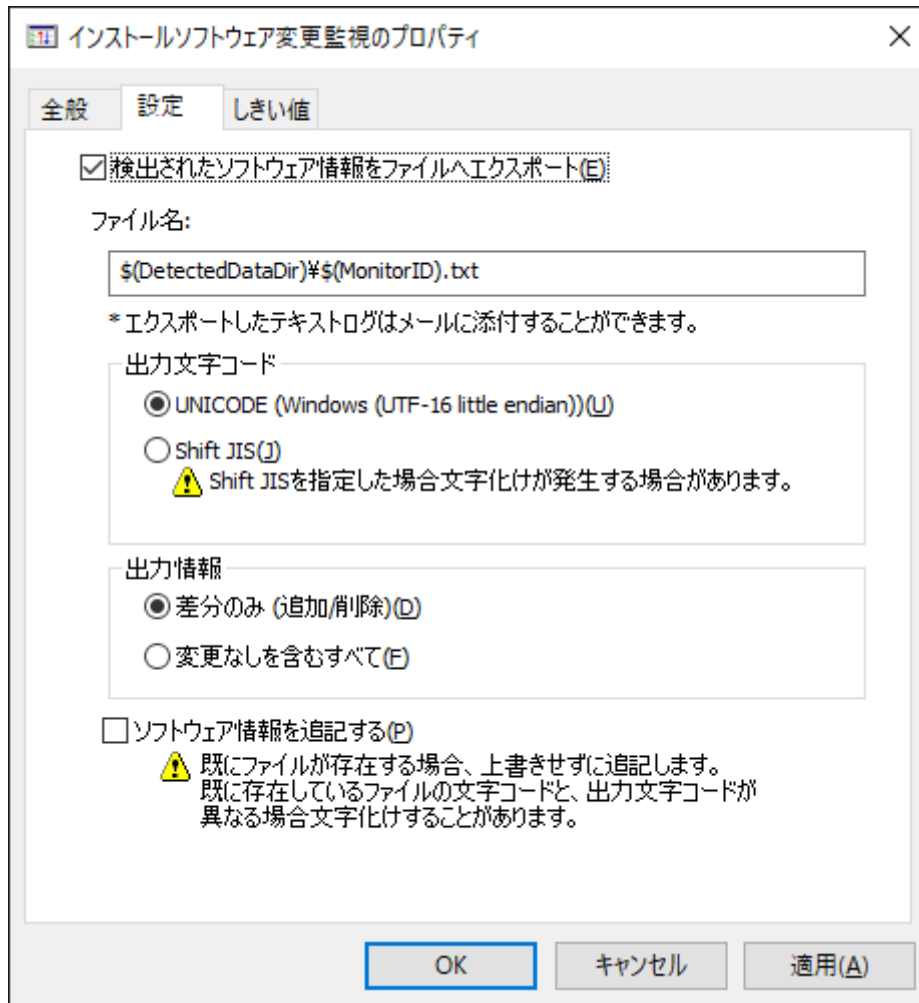 インストールソフトウェア変更監視のプロパティ
全般 設定 しきい値
検出されたソフトウェア情報をファイルへエクスポート(E)
ファイル名:
$(DetectedDataDir)¥$(MonitorID).txt
*エクスポートしたテキストログはメールに添付することができます。
出力文字コード
UNICODE (Windows (UTF-16 little endian))(U)
Shift JIS(J)
Shift JISを指定した場合文字化けが発生する場合があります。
出力情報
差分のみ (追加/削除)(D)
変更なしを含むすべて(F)
ソフトウェア情報を追記する(P)
既にファイルが存在する場合、上書きせずに追記します。
既に存在しているファイルの文字コードと、出力文字コードが
異なる場合文字化けすることがあります。
OK キャンセル 適用(A)